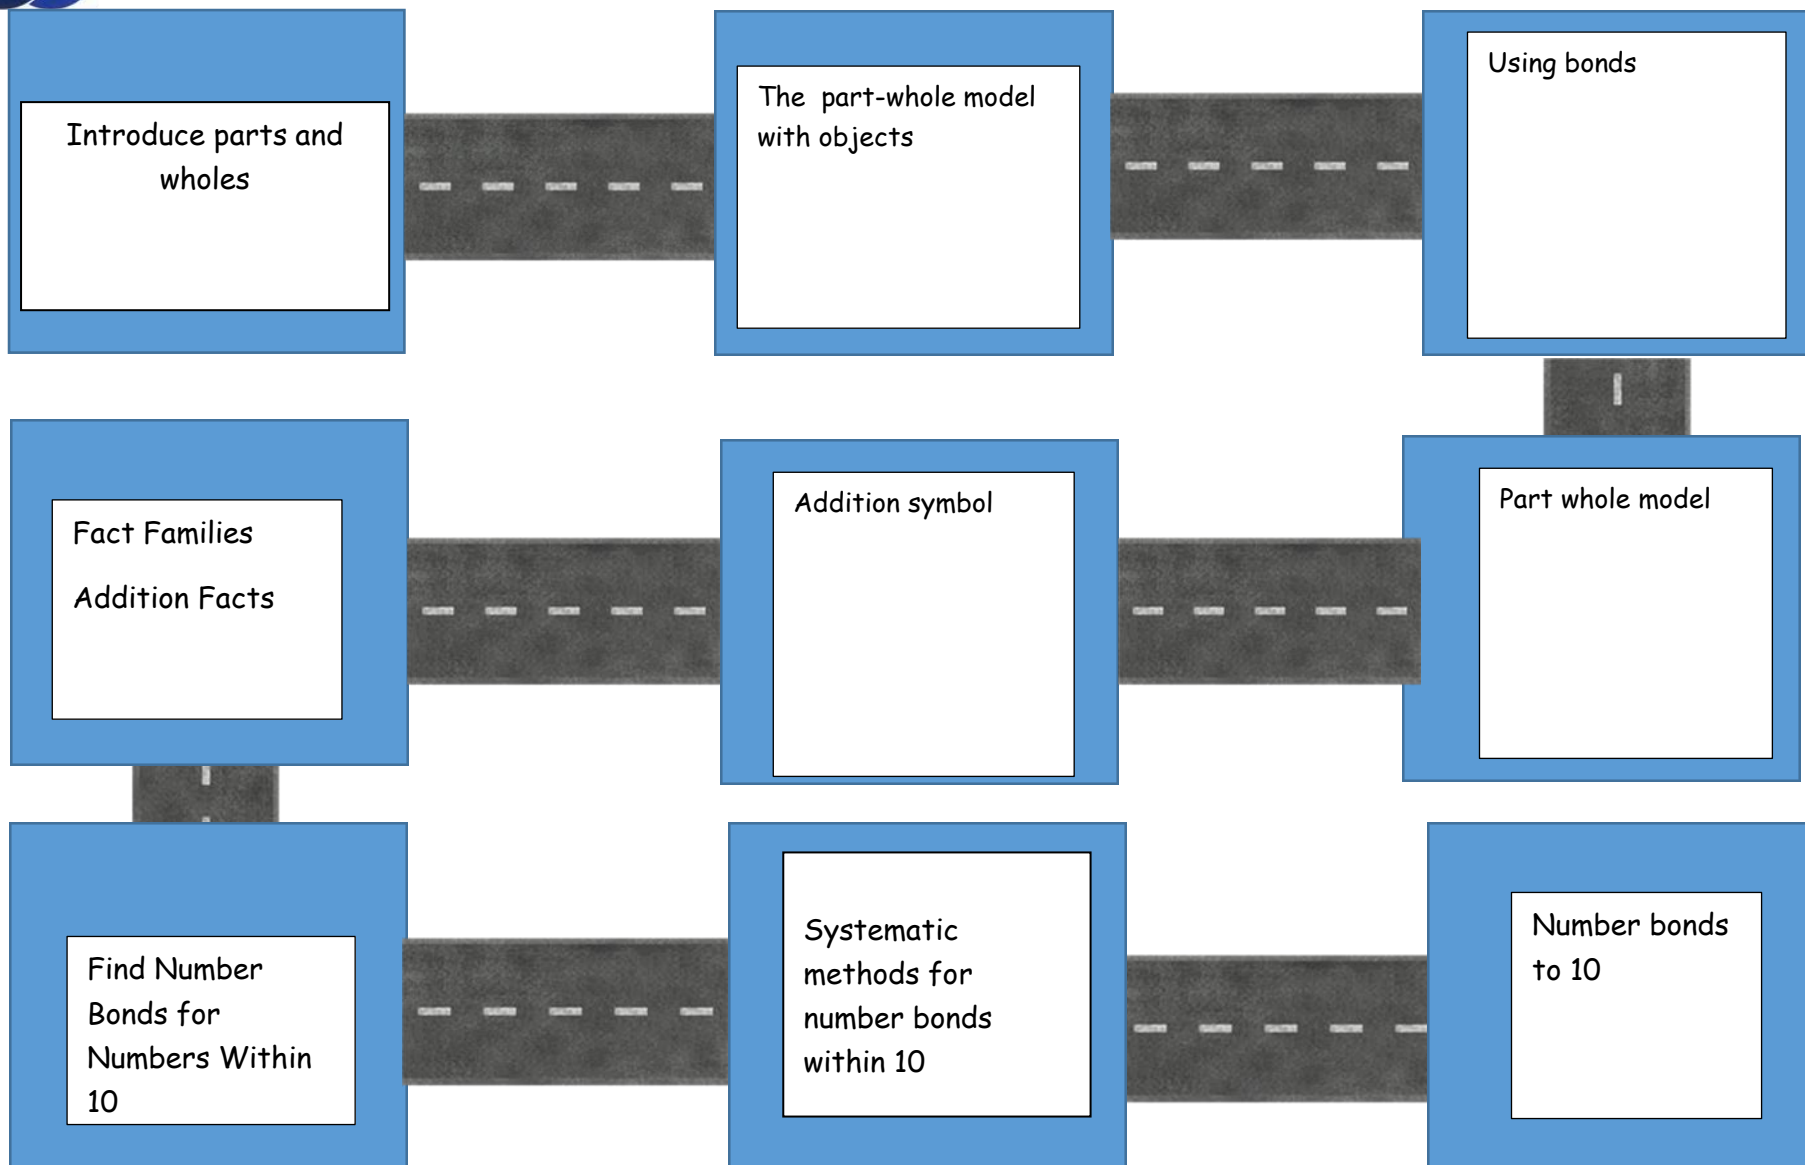 Introduce parts and
wholes
The part-whole model
with objects
Using bonds
Part whole model
Addition symbol
Fact Families
Addition Facts
Find Number
Bonds for
Numbers Within
10
Systematic
methods for
number bonds
within 10
Number bonds
to 10